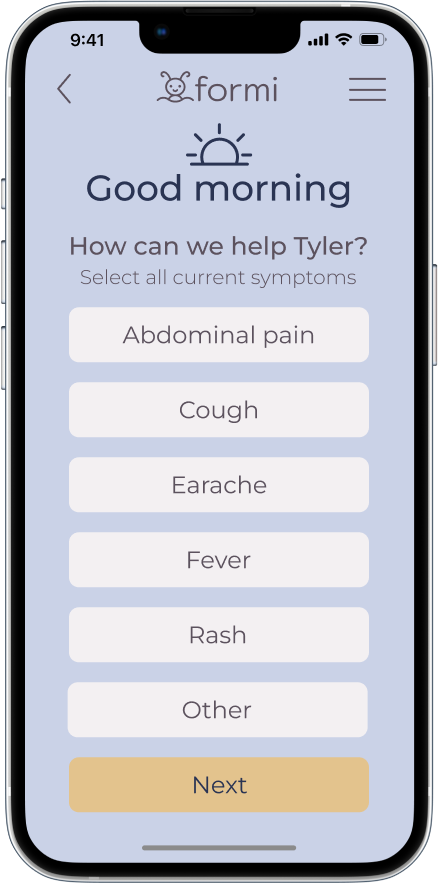 9:41
formi
Good morning
How can we help Tyler?
Select all current symptoms
Abdominal pain
Cough
Earache
Fever
Rash
Other
Next